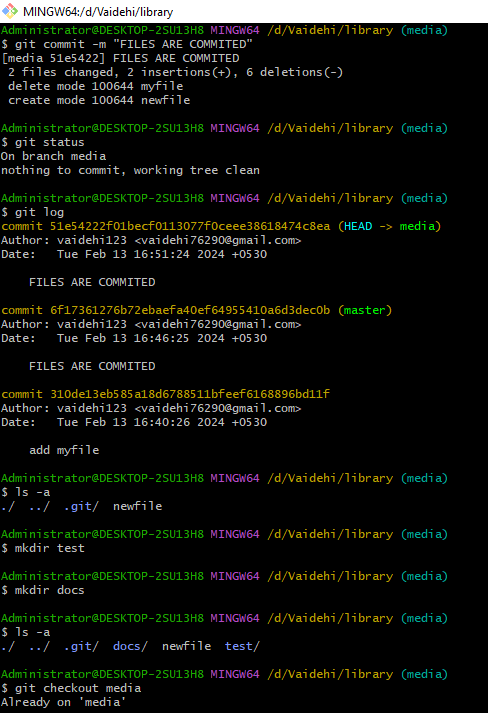 MINGW64:/d/Vaidehi/library
Administrator@DESKTOP-2SU13H8 MINGW64 /d/Vaidehi/library (media)
$ git commit -m "FILES ARE COMMITED"
[media 51e5422] FILES ARE COMMITED
 2 files changed, 2 insertions(+), 6 deletions(-)
 delete mode 100644 myfile
 create mode 100644 newfile

Administrator@DESKTOP-2SU13H8 MINGW64 /d/Vaidehi/library (media)
$ git status
On branch media
nothing to commit, working tree clean

Administrator@DESKTOP-2SU13H8 MINGW64 /d/Vaidehi/library (media)
$ git log
commit 51e54222f01becf0113077f0ceee38618474c8ea (HEAD -> media)
Author: vaidehi123 <vaidehi76290@gmail.com>
Date:   Tue Feb 13 16:51:24 2024 +0530

    FILES ARE COMMITED

commit 6f17361276b72ebaefa40ef64955410a6d3dec0b (master)
Author: vaidehi123 <vaidehi76290@gmail.com>
Date:   Tue Feb 13 16:46:25 2024 +0530

    FILES ARE COMMITED

commit 310de13eb585a18d6788511bfeef6168896bd11f
Author: vaidehi123 <vaidehi76290@gmail.com>
Date:   Tue Feb 13 16:40:26 2024 +0530

    add myfile

Administrator@DESKTOP-2SU13H8 MINGW64 /d/Vaidehi/library (media)
$ ls -a
./  ../  .git/  newfile

Administrator@DESKTOP-2SU13H8 MINGW64 /d/Vaidehi/library (media)
$ mkdir test

Administrator@DESKTOP-2SU13H8 MINGW64 /d/Vaidehi/library (media)
$ mkdir docs

Administrator@DESKTOP-2SU13H8 MINGW64 /d/Vaidehi/library (media)
$ ls -a
./  ../  .git/  docs/  newfile  test/

Administrator@DESKTOP-2SU13H8 MINGW64 /d/Vaidehi/library (media)
$ git checkout media
Already on 'media'